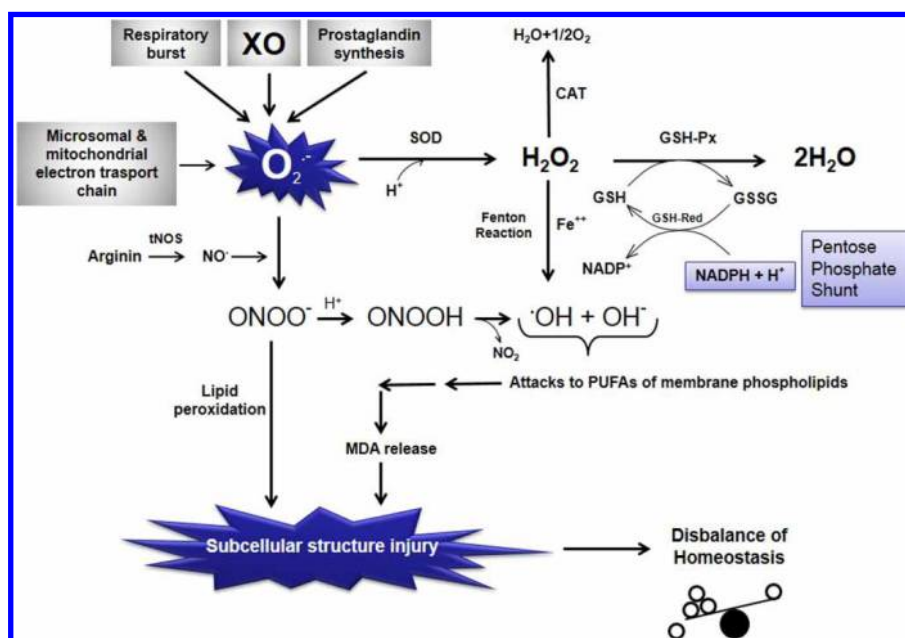 Respiratory
burst
XO
Prostaglandin
synthesis
H₂O+1/2O₂
CAT
Microsomal &
mitochondrial
electron trasport
chain
O₂·⁻
SOD
H⁺
H₂O₂
GSH-Px
2H₂O
GSH
GSSG
GSH-Red
Fenton
Reaction
Fe⁺⁺
NADP⁺
NADPH + H⁺
Pentose
Phosphate
Shunt
Arginin
tNOS
NO·
ONOO⁻
H⁺
ONOOH
NO₂
·OH + OH⁻
Lipid
peroxidation
Attacks to PUFAs of membrane phospholipids
MDA release
Subcellular structure injury
Disbalance of
Homeostasis